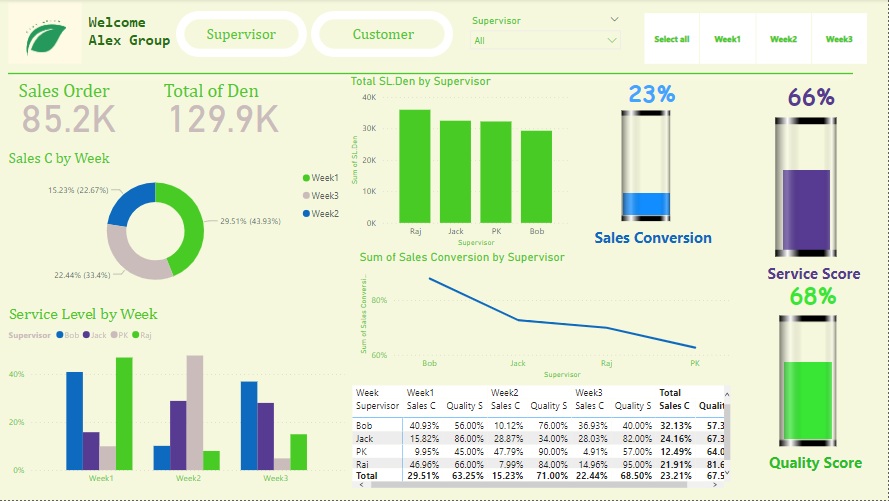 Welcome
Alex Group
Supervisor
Customer
Supervisor
All
Select all Week1 Week2 Week3
Sales Order
85.2K
Total of Den
129.9K
Sales C by Week
15.23% (22.67%)
29.51% (43.93%)
22.44% (33.4%)
Week1
Week3
Week2
Service Level by Week
Supervisor Bob Jack PK Raj
40%
20%
0%
Week1 Week2 Week3
Total SL.Den by Supervisor
Sum of SL.Den
40K
30K
20K
10K
0K
Raj Jack PK Bob
Supervisor
Sum of Sales Conversion by Supervisor
Sum of Sales Conversi..
80%
60%
Bob Jack Raj PK
Supervisor
Week Week1 Week2 Week3 Total
Supervisor Sales C Quality S Sales C Quality S Sales C Quality S Sales C Qualit
Bob 40.93% 56.00% 10.12% 76.00% 36.93% 40.00% 32.13% 57.3
Jack 15.82% 86.00% 28.87% 34.00% 28.03% 82.00% 24.16% 67.3
PK 9.95% 45.00% 47.79% 90.00% 4.91% 57.00% 12.49% 64.0
Raj 46.96% 66.00% 7.99% 84.00% 14.96% 95.00% 21.91% 81.6
Total 29.51% 63.25% 15.23% 71.00% 22.44% 68.50% 23.21% 67.5
23%
Sales Conversion
66%
Service Score
68%
Quality Score